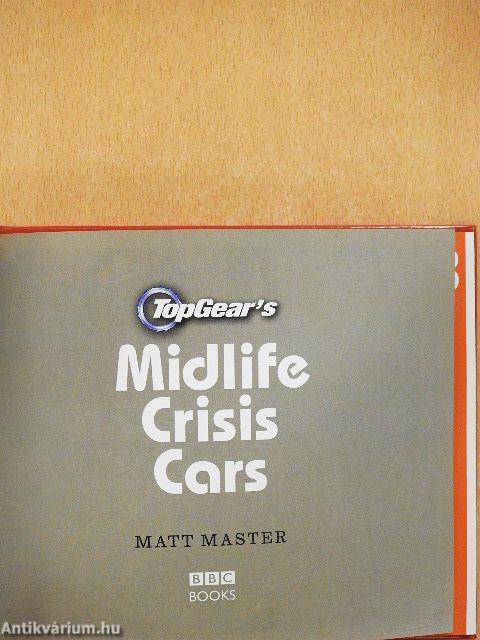 TopGear's
Midlife
Crisis
Cars
MATT MASTER
BBC
BOOKS
Antikvárium.hu